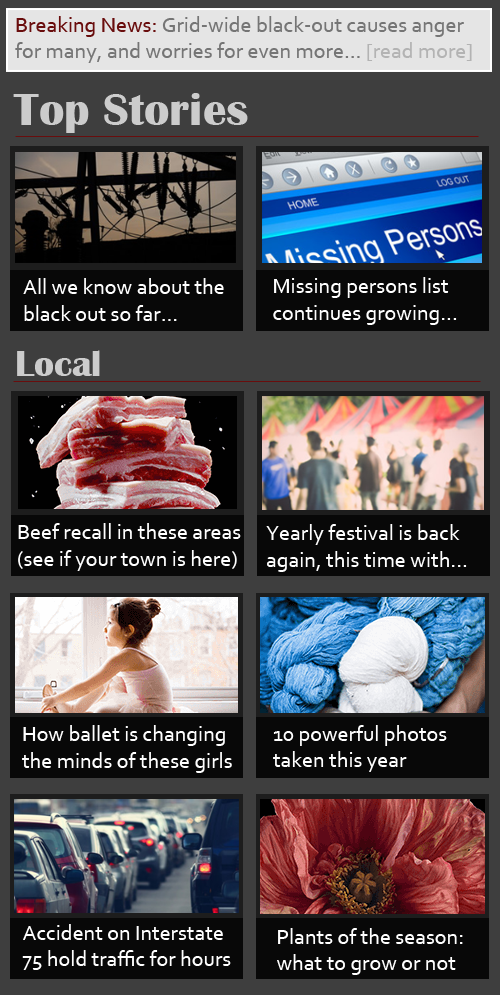 Breaking News: Grid-wide black-out causes anger
for many, and worries for even more... [read more]
Top Stories
Edit
HOME
LOG OUT
Missing Persons
All we know about the
black out so far...
Missing persons list
continues growing...
Local
Beef recall in these areas
(see if your town is here)
Yearly festival is back
again, this time with...
How ballet is changing
the minds of these girls
10 powerful photos
taken this year
Accident on Interstate
75 hold traffic for hours
Plants of the season:
what to grow or not